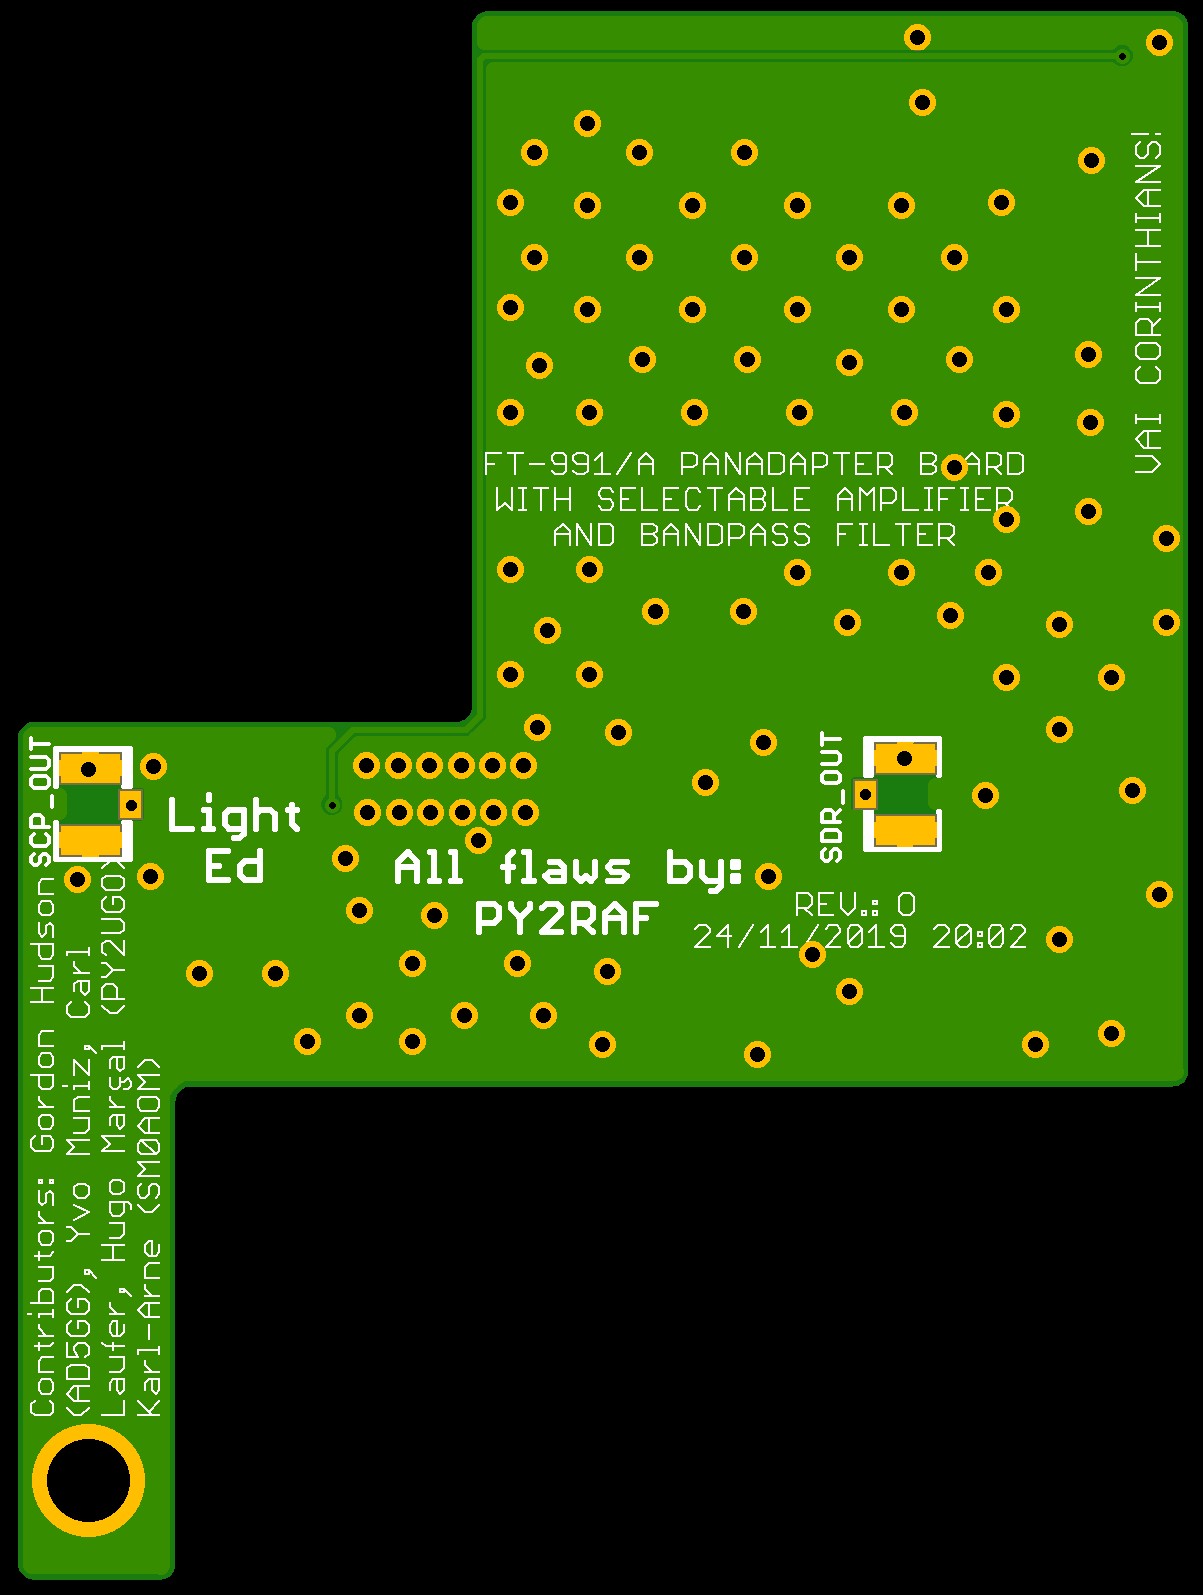 VAI CORINTHIANS!
FT-991/A PANADAPTER BOARD
WITH SELECTABLE AMPLIFIER
AND BANDPASS FILTER
SCP_OUT
SDR_OUT
Light
Ed
All flaws by:
PY2RAF
REV.: 0
24/11/2019 20:02
Contributors: Gordon Hudson
(AD5GG), Yvo Muniz, Carl
Laufer, Hugo Marçal (PY2UGO)
Karl-Arne (SM0AOM)